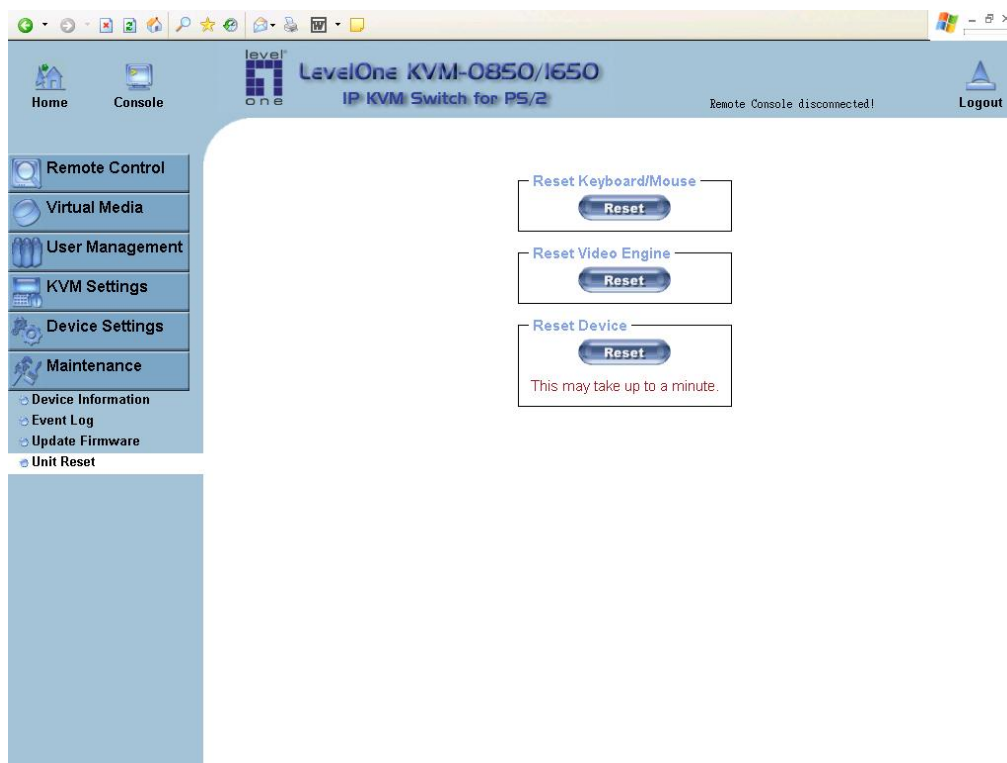 level
one
LevelOne KVM-0850/1650
IP KVM Switch for PS/2
Home
Console
Remote Console disconnected!
Logout
Remote Control
Virtual Media
User Management
KVM Settings
Device Settings
Maintenance
Device Information
Event Log
Update Firmware
Unit Reset
Reset Keyboard/Mouse
Reset
Reset Video Engine
Reset
Reset Device
Reset
This may take up to a minute.